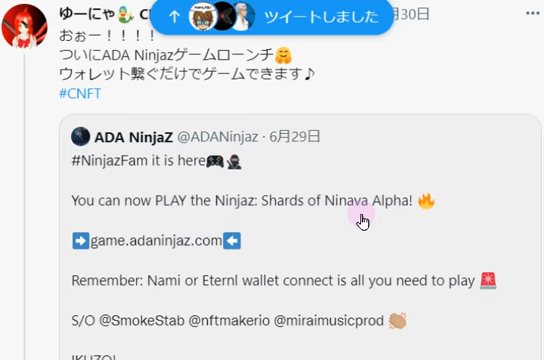 ゆーにゃ
ツイートしました
月30日
おぉー！！！！
ついにADA Ninjazゲームローンチ🤗
ウォレット繋ぐだけでゲームできます♪
#CNFT
ADA NinjaZ @ADANinjaz · 6月29日
#NinjazFam it is here🎮🥷
You can now PLAY the Ninjaz: Shards of Ninava Alpha! 🔥
➡️game.adaninjaz.com⬅️
Remember: Nami or Eternl wallet connect is all you need to play 🚨
S/O @SmokeStab @nftmakerio @miraimusicprod 👏🏽